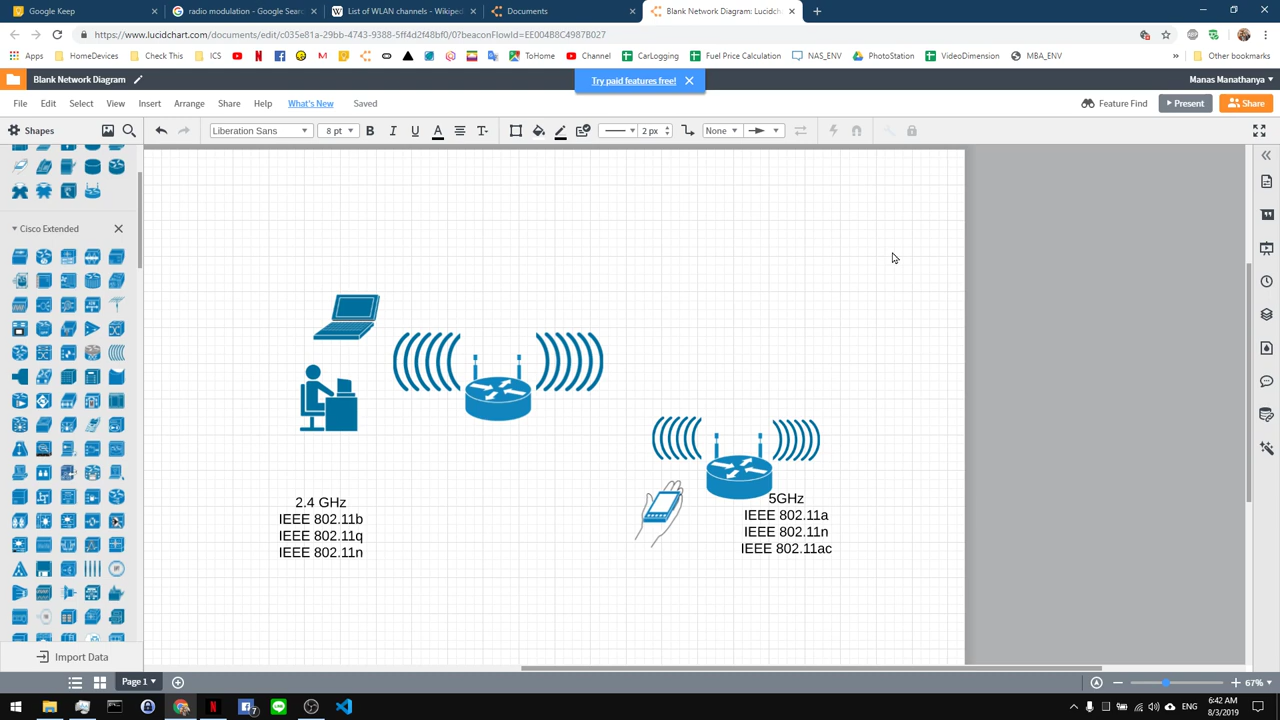 Google Keep
radio modulation - Google Sear
List of WLAN channels - Wikiped
Documents
Blank Network Diagram: Lucidch
https://www.lucidchart.com/documents/edit/c035e81a-29bb-4743-9388-5ff4d2f48bf0/0?beaconFlowId=EE004B8C4987B027
Apps
HomeDevices
Check This
ICS
ToHome
Channel
CarLogging
Fuel Price Calculation
NAS_ENV
PhotoStation
VideoDimension
MBA_ENV
»
Other bookmarks
Blank Network Diagram
Try paid features free!
Manas Manathanya
File
Edit
Select
View
Insert
Arrange
Share
Help
What's New
Saved
Feature Find
Present
Share
Shapes
Liberation Sans
8 pt
B
I
U
A
T
2 px
None
Cisco Extended
2.4 GHz
IEEE 802.11b
IEEE 802.11q
IEEE 802.11n
5GHz
IEEE 802.11a
IEEE 802.11n
IEEE 802.11ac
Import Data
Page 1
67%
7
ENG
6:42 AM
8/3/2019